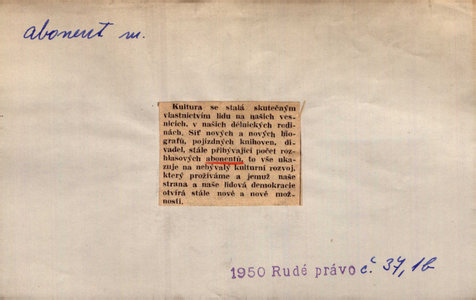 abonent m.
Kultura se stalá skutečným
vlastnictvím lidu na našich ves-
nicích, v našich dělnických rodi-
nách. Síť nových a nových bio-
grafů, pojízdných knihoven, di-
vadel, stále přibývající počet roz-
hlasových abonentů, to vše uka-
zuje na nebývalý kulturní rozvoj,
který prožíváme a jemuž naše
strana a naše lidová demokracie
otvírá stále nové a nové mož-
nosti.
1950 Rudé právo č. 37, 1b